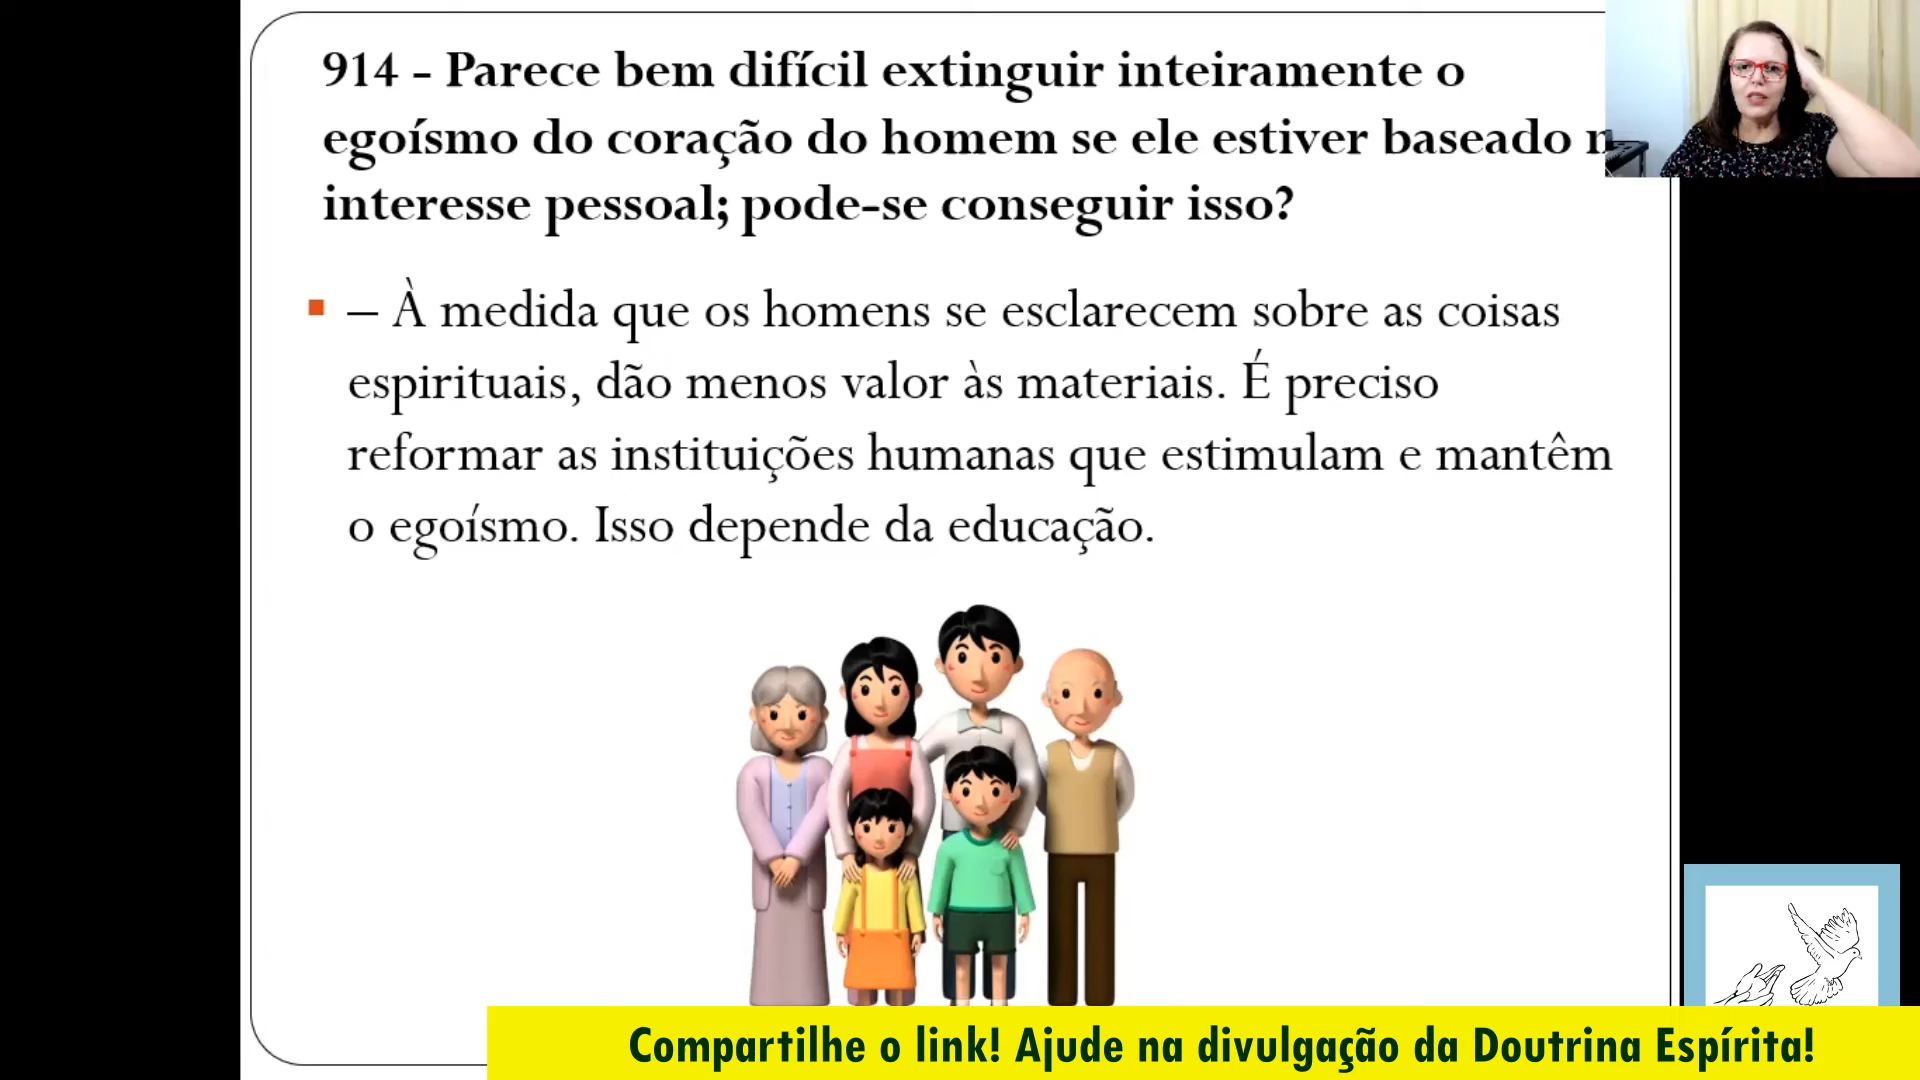 914 - Parece bem difícil extinguir inteiramente o
egoísmo do coração do homem se ele estiver baseado
interesse pessoal; pode-se conseguir isso?
– À medida que os homens se esclarecem sobre as coisas
espirituais, dão menos valor às materiais. É preciso
reformar as instituições humanas que estimulam e mantêm
o egoísmo. Isso depende da educação.
Compartilhe o link! Ajude na divulgação da Doutrina Espírita!